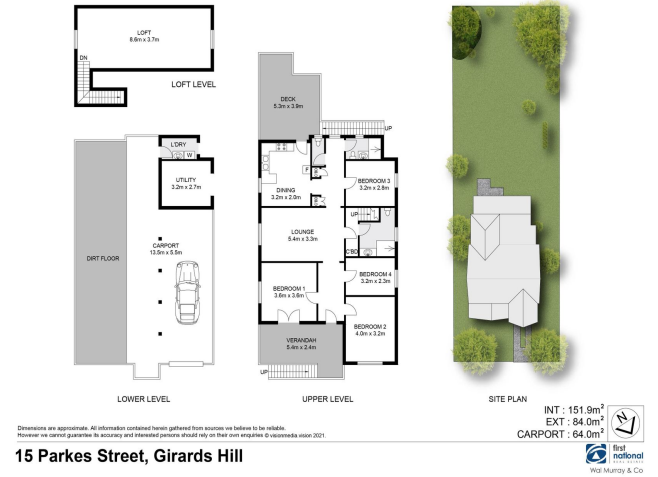 LOFT
8.6m x 3.7m
DN
LOFT LEVEL
DECK
5.3m x 3.9m
UP
L'DRY
W
UTILITY
3.2m x 2.7m
CARPORT
13.5m x 5.5m
DIRT FLOOR
LOWER LEVEL
F
DINING
3.2m x 2.0m
BEDROOM 3
3.2m x 2.8m
UP
LOUNGE
5.4m x 3.3m
C'BD
BEDROOM 4
3.2m x 2.3m
BEDROOM 1
3.6m x 3.6m
BEDROOM 2
4.0m x 3.2m
VERANDAH
5.4m x 2.4m
UP
UPPER LEVEL
SITE PLAN
INT : 151.9m²
EXT : 84.0m²
CARPORT : 64.0m²
N
Dimensions are approximate. All information contained herein gathered from sources we believe to be reliable.
However we cannot guarantee its accuracy and interested persons should rely on their own enquiries © visionmedia vision 2021.
15 Parkes Street, Girards Hill
first
national
REAL ESTATE
Wal Murray & Co